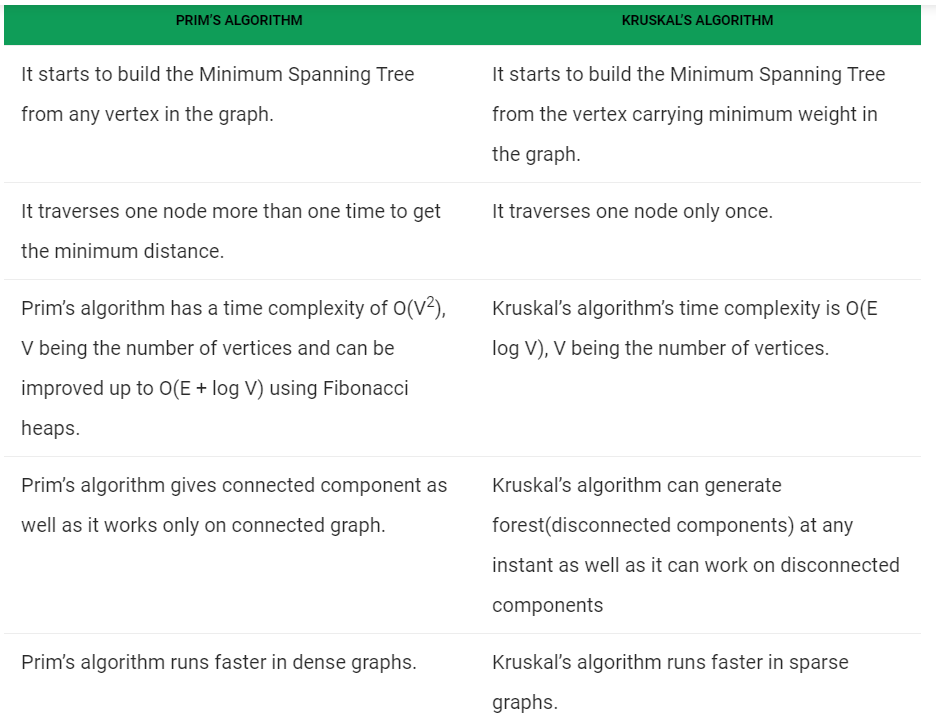 PRIM’S ALGORITHM
KRUSKAL’S ALGORITHM
It starts to build the Minimum Spanning Tree
from any vertex in the graph.
It starts to build the Minimum Spanning Tree
from the vertex carrying minimum weight in
the graph.
It traverses one node more than one time to get
the minimum distance.
It traverses one node only once.
Prim’s algorithm has a time complexity of O(V²),
V being the number of vertices and can be
improved up to O(E + log V) using Fibonacci
heaps.
Kruskal’s algorithm’s time complexity is O(E
log V), V being the number of vertices.
Prim’s algorithm gives connected component as
well as it works only on connected graph.
Kruskal’s algorithm can generate
forest(disconnected components) at any
instant as well as it can work on disconnected
components
Prim’s algorithm runs faster in dense graphs.
Kruskal’s algorithm runs faster in sparse
graphs.